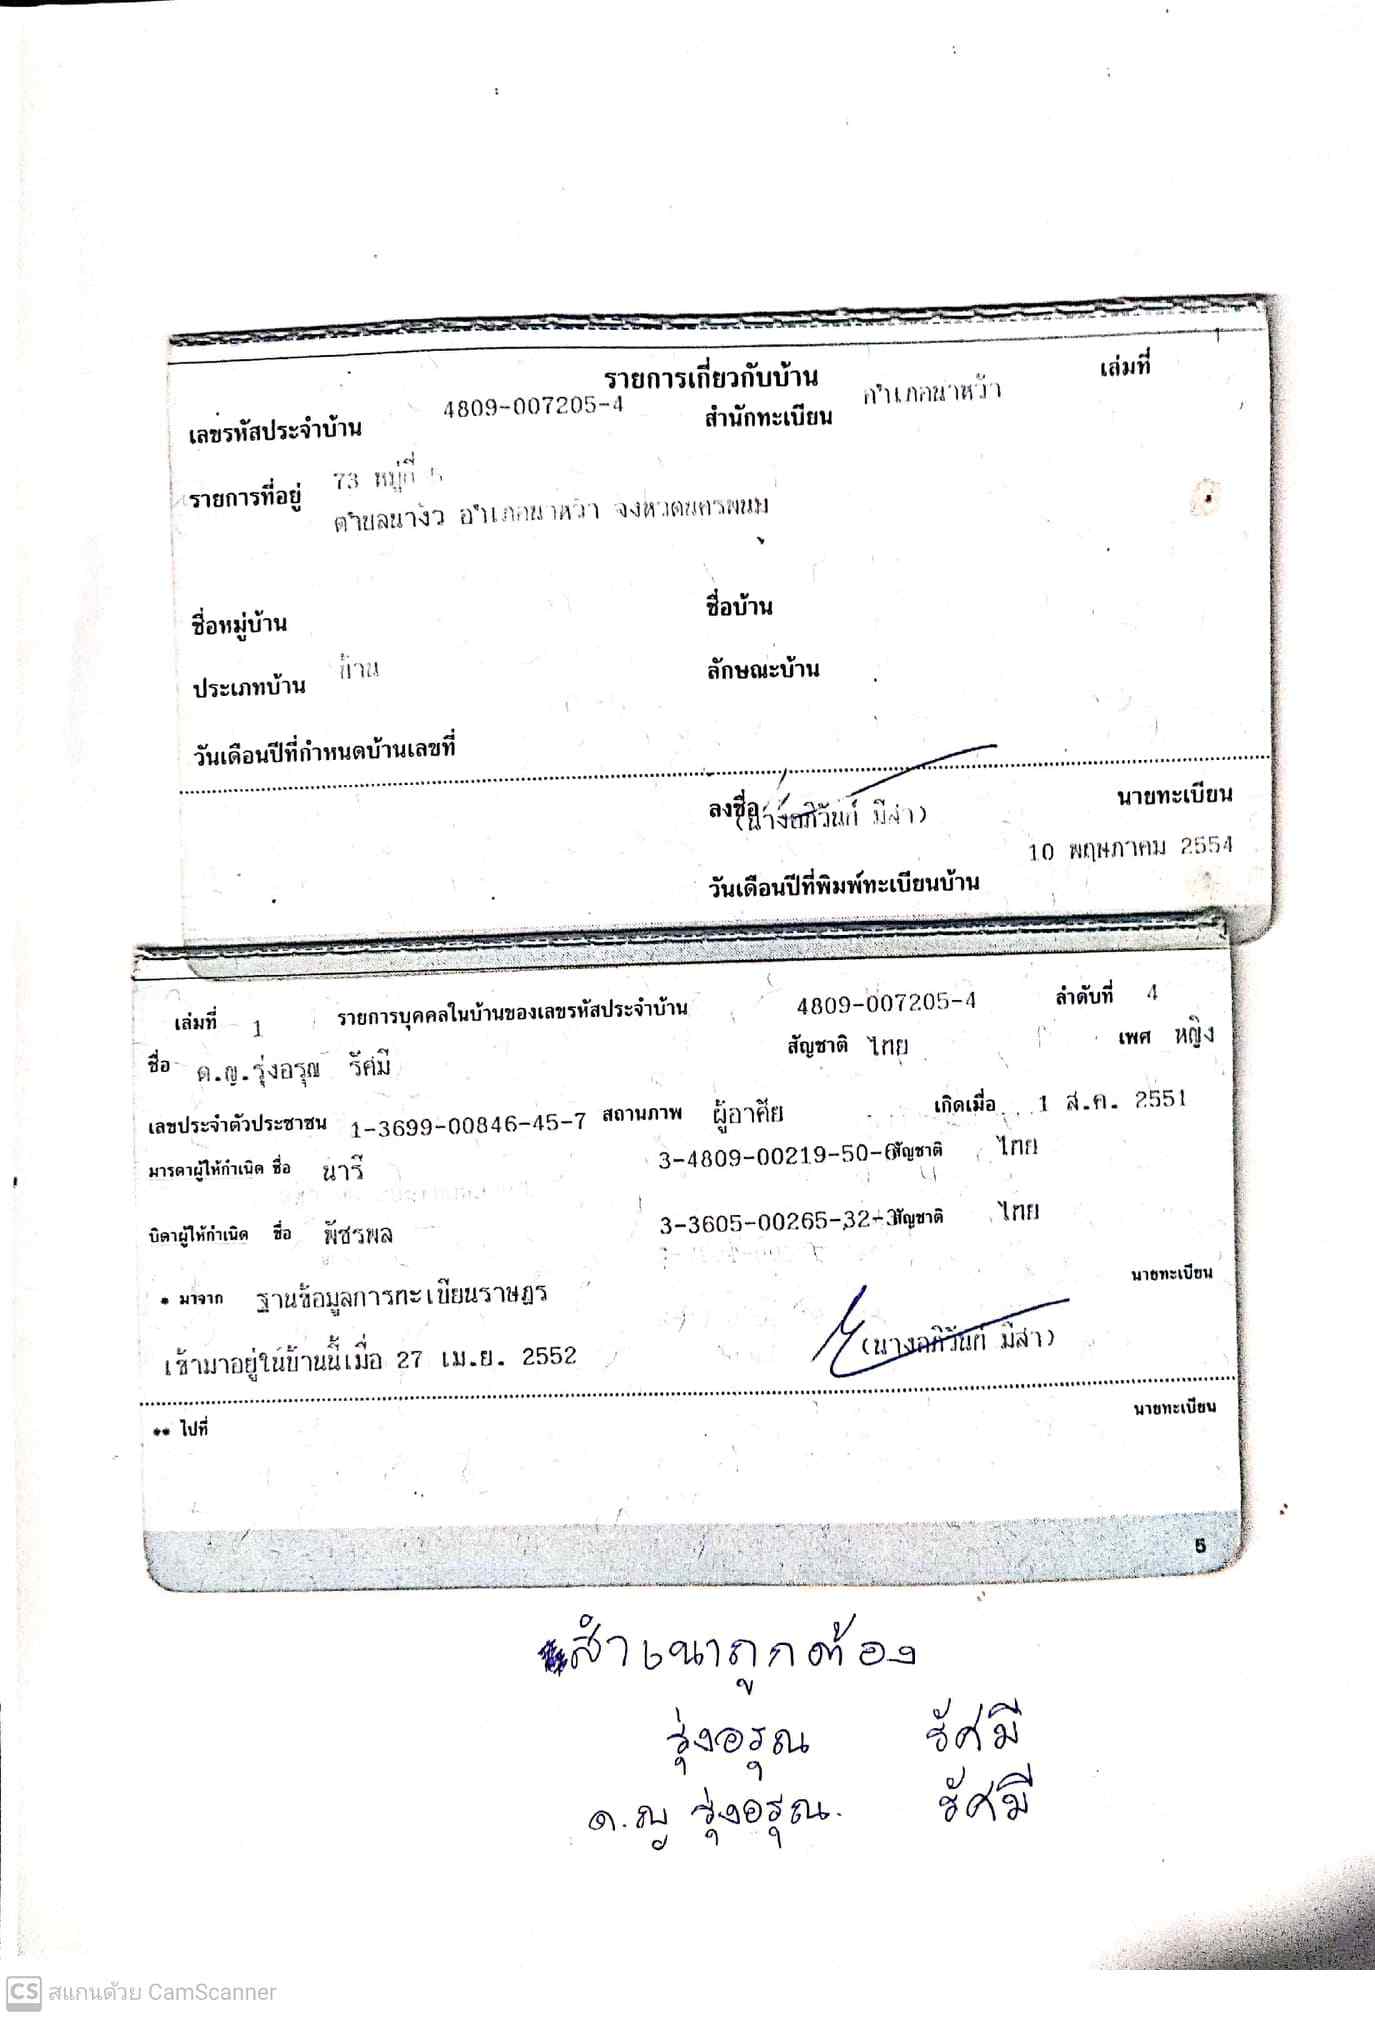 รายการเกี่ยวกับบ้าน เล่มที่ 1
เลขรหัสประจำบ้าน 4809-007205-4 สำนักทะเบียน อำเภอนาหว้า
รายการที่อยู่ 73 หมู่ที่ 5
ตำบลนางัว อำเภอนาหว้า จังหวัดนครพนม
ชื่อหมู่บ้าน ชื่อบ้าน
ประเภทบ้าน บ้าน ลักษณะบ้าน
วันเดือนปีที่กำหนดบ้านเลขที่
ลงชื่อ นายทะเบียน
(นางอภิวันท์ มีสา)
วันเดือนปีที่พิมพ์ทะเบียนบ้าน 10 พฤษภาคม 2554
เล่มที่ 1 รายการบุคคลในบ้านของเลขรหัสประจำบ้าน 4809-007205-4 ลำดับที่ 4
ชื่อ ด.ญ.รุ่งอรุณ รัศมี สัญชาติ ไทย เพศ หญิง
เลขประจำตัวประชาชน 1-3699-00846-45-7 สถานภาพ ผู้อาศัย เกิดเมื่อ 1 ส.ค. 2551
มารดาผู้ให้กำเนิด ชื่อ นารี 3-4809-00219-50-6 สัญชาติ ไทย
บิดาผู้ให้กำเนิด ชื่อ พัชรพล 3-3605-00265-32-3 สัญชาติ ไทย
* มาจาก ฐานข้อมูลการทะเบียนราษฎร นายทะเบียน
(นางอภิวันท์ มีสา)
เข้ามาอยู่ในบ้านนี้เมื่อ 27 เม.ย. 2552
** ไปที่ นายทะเบียน
5
สำเนาถูกต้อง
รุ่งอรุณ รัศมี
ด.ญ รุ่งอรุณ. รัศมี
CS สแกนด้วย CamScanner